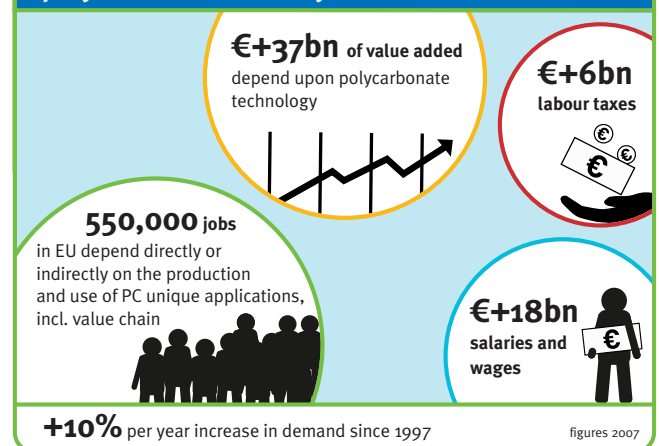 €+37bn of value added
depend upon polycarbonate
technology
€+6bn
labour taxes
€
€
€
550,000 jobs
in EU depend directly or
indirectly on the production
and use of PC unique applications,
incl. value chain
€+18bn
salaries and
wages
€
+10% per year increase in demand since 1997
figures 2007